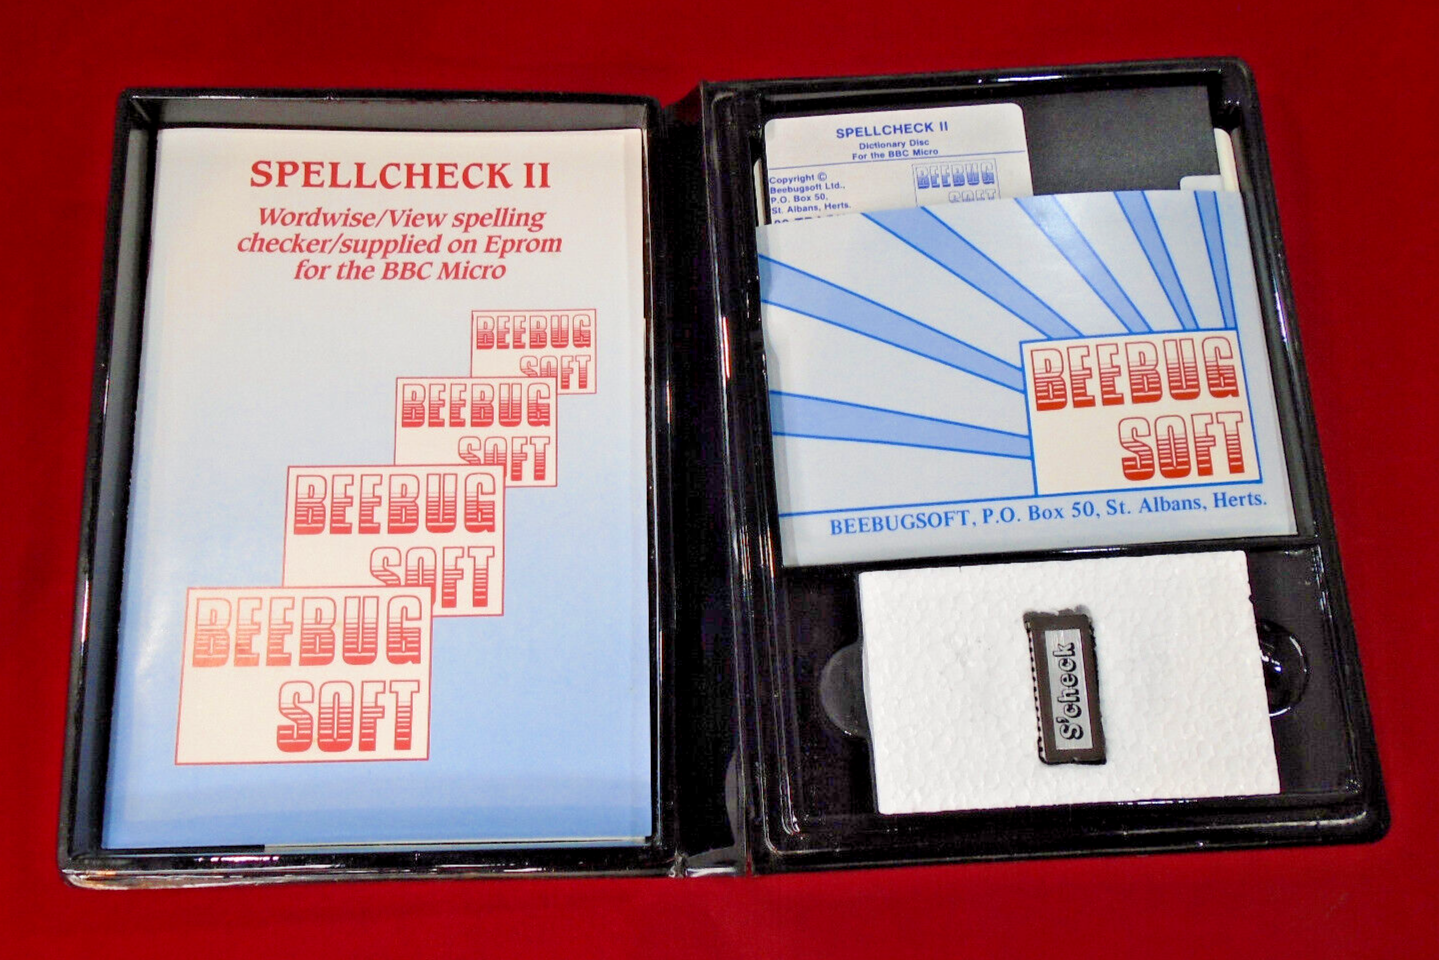 SPELLCHECK II
Wordwise/View spelling
checker/supplied on Eprom
for the BBC Micro
BEEBUG
SOFT
BEEBUG
SOFT
BEEBUG
SOFT
BEEBUG
SOFT
SPELLCHECK II
Dictionary Disc
For the BBC Micro
Copyright ©
Beebugsoft Ltd.,
P.O. Box 50,
St. Albans, Herts.
BEEBUG
SOFT
BEEBUG
SOFT
BEEBUGSOFT, P.O. Box 50, St. Albans, Herts.
S'check